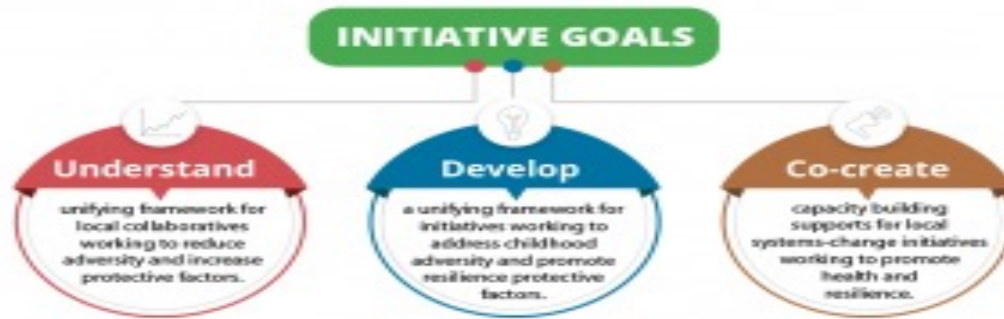 INITIATIVE GOALS
Understand
unifying framework for
local collaboratives
working to reduce
adversity and increase
protective factors.
Develop
a unifying framework for
initiatives working to
address childhood
adversity and promote
resilience protective
factors.
Co-create
capacity building
supports for local
systems-change initiatives
working to promote
health and
resilience.